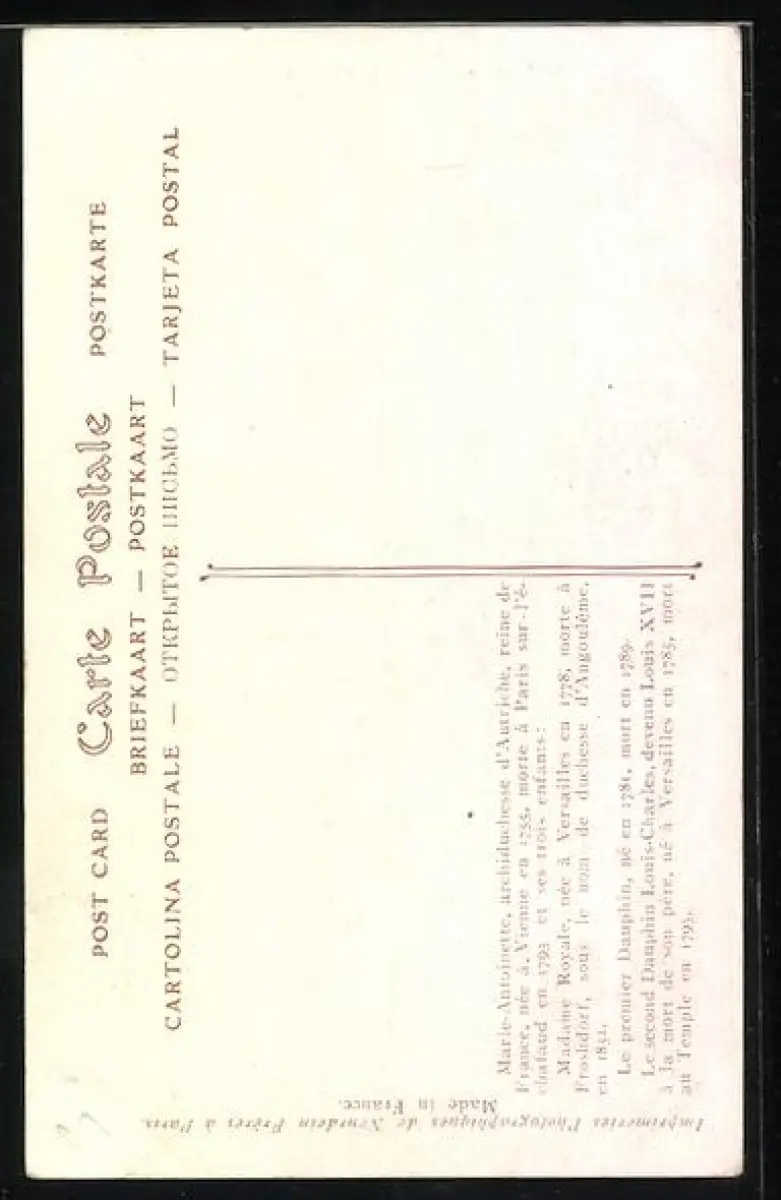 POST CARD Carte Postale POSTKARTE
BRIEFKAART — POSTKAART
CARTOLINA POSTALE — ОТКРЫТОЕ ПИСЬМО — TARJETA POSTAL
Marie-Antoinette, archiduchesse d'Autriche, reine de
France, née à Vienne en 1755, morte à Paris sur l'é-
chafaud en 1793 et ses trois enfants:
Madame Royale, née à Versailles en 1778, morte à
Froshdorf, sous le nom de duchesse d'Angoulême,
en 1851.
Le premier Dauphin, né en 1781, mort en 1789.
Le second Dauphin Louis-Charles, devenu Louis XVII
à la mort de son père, né à Versailles en 1785, mort
au Temple en 1795.
Imprimeries Photographiques de Neurdein Frères à Paris.
Made in France.